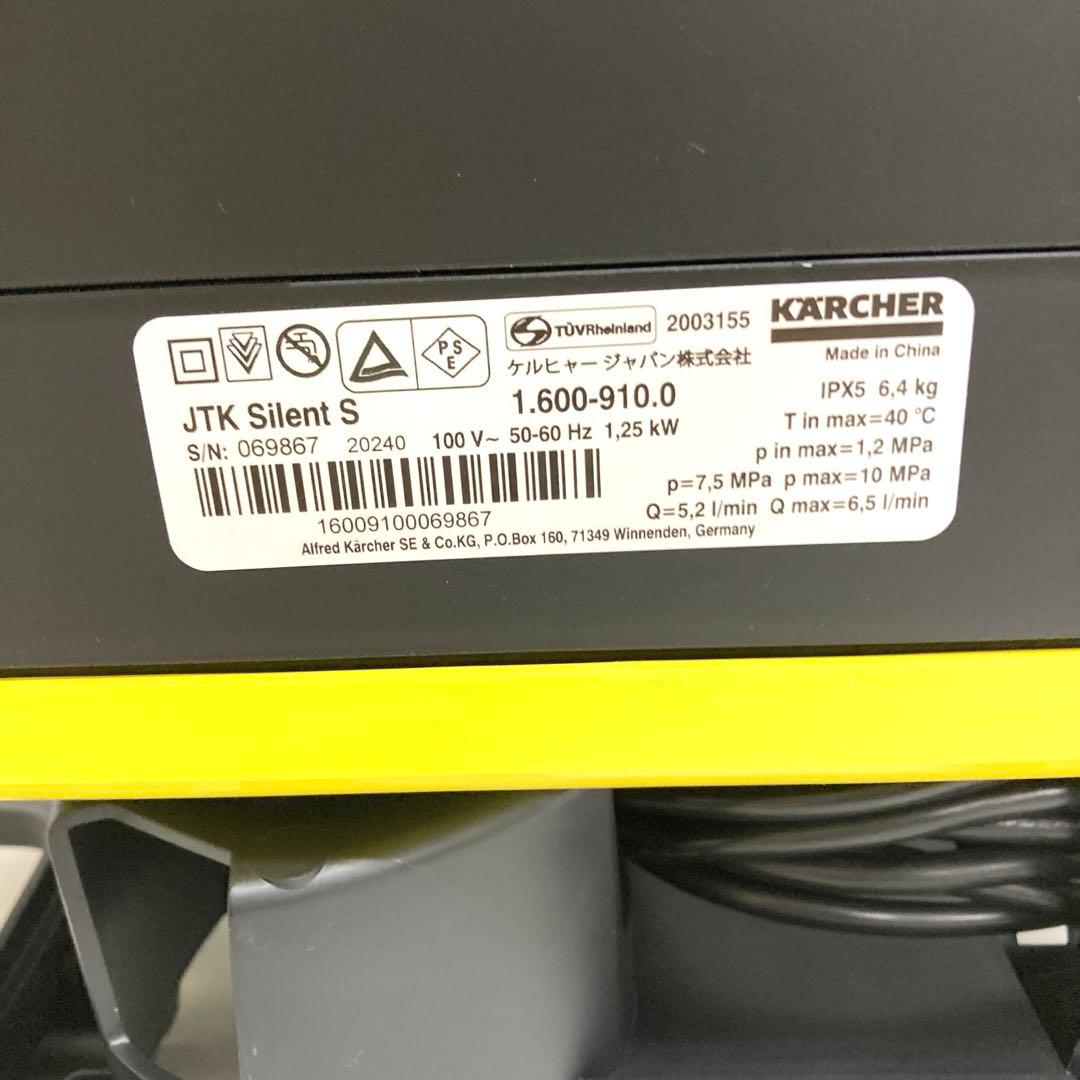 PSE
TÜVRheinland 2003155 KÄRCHER
ケルヒャー ジャパン株式会社 Made in China
JTK Silent S 1.600-910.0 IPX5 6,4 kg
S/N: 069867 20240 100 V~ 50-60 Hz 1,25 kW T in max=40 °C
p in max=1,2 MPa
p=7,5 MPa p max=10 MPa
16009100069867 Q=5,2 l/min Q max=6,5 l/min
Alfred Kärcher SE & Co.KG, P.O.Box 160, 71349 Winnenden, Germany